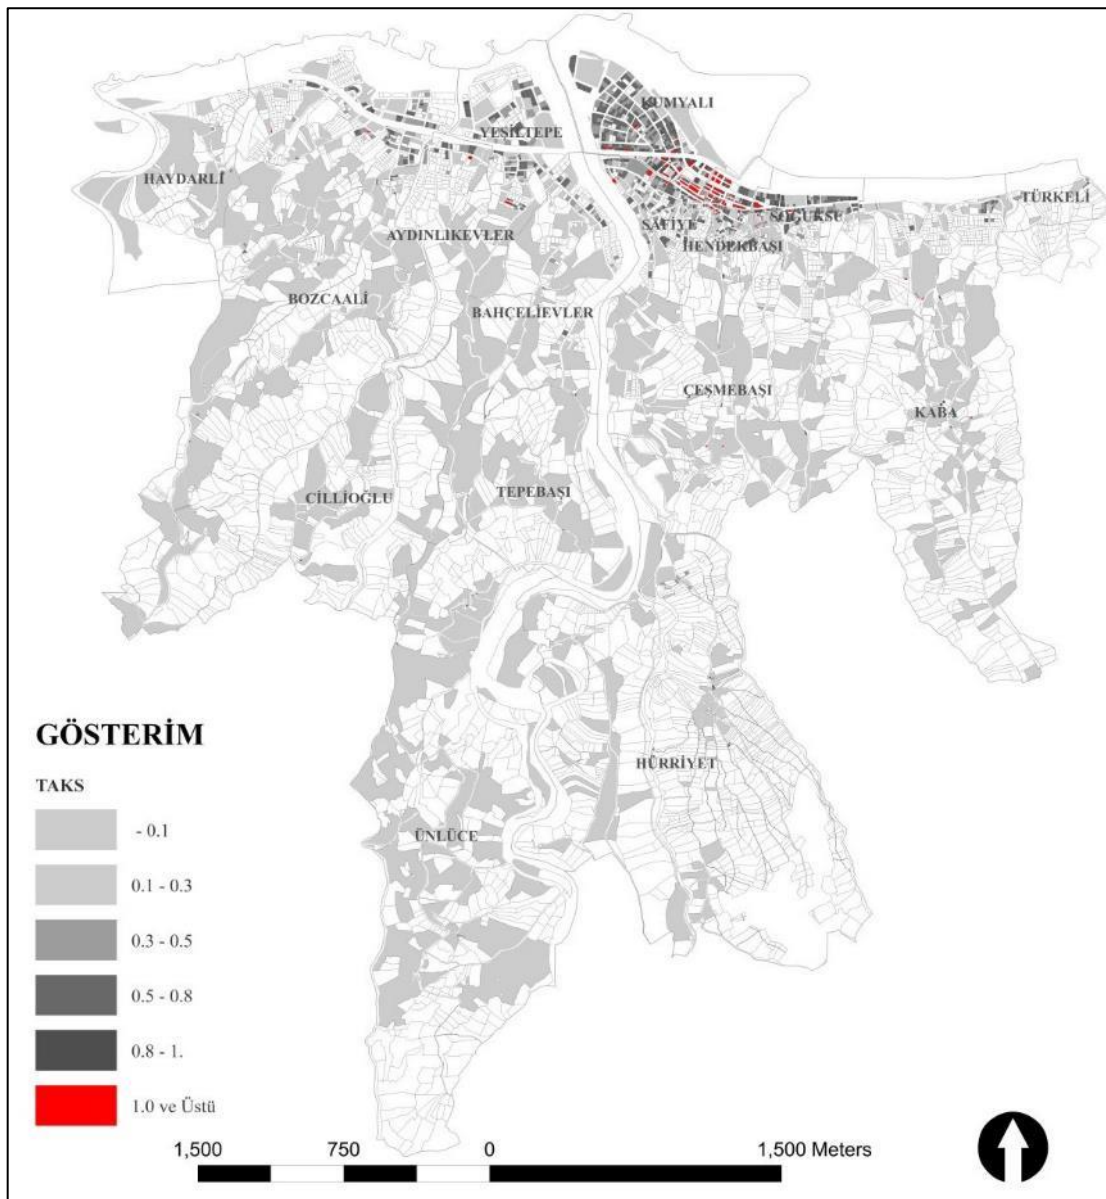 KUMYALI
YEŞİLTEPE
HAYDARLİ
TÜRKELİ
SOĞUKSU
SAFİYE
AYDINLIKEVLER
HENDEKBAŞI
BOZCAALİ
BAHÇELİEVLER
ÇEŞMEBAŞI
KABA
CİLLİOĞLU
TEPEBAŞI
HÜRRİYET
ÜNLÜCE
GÖSTERİM
TAKS
- 0.1
0.1 - 0.3
0.3 - 0.5
0.5 - 0.8
0.8 - 1.
1.0 ve Üstü
1,500 750 0 1,500 Meters